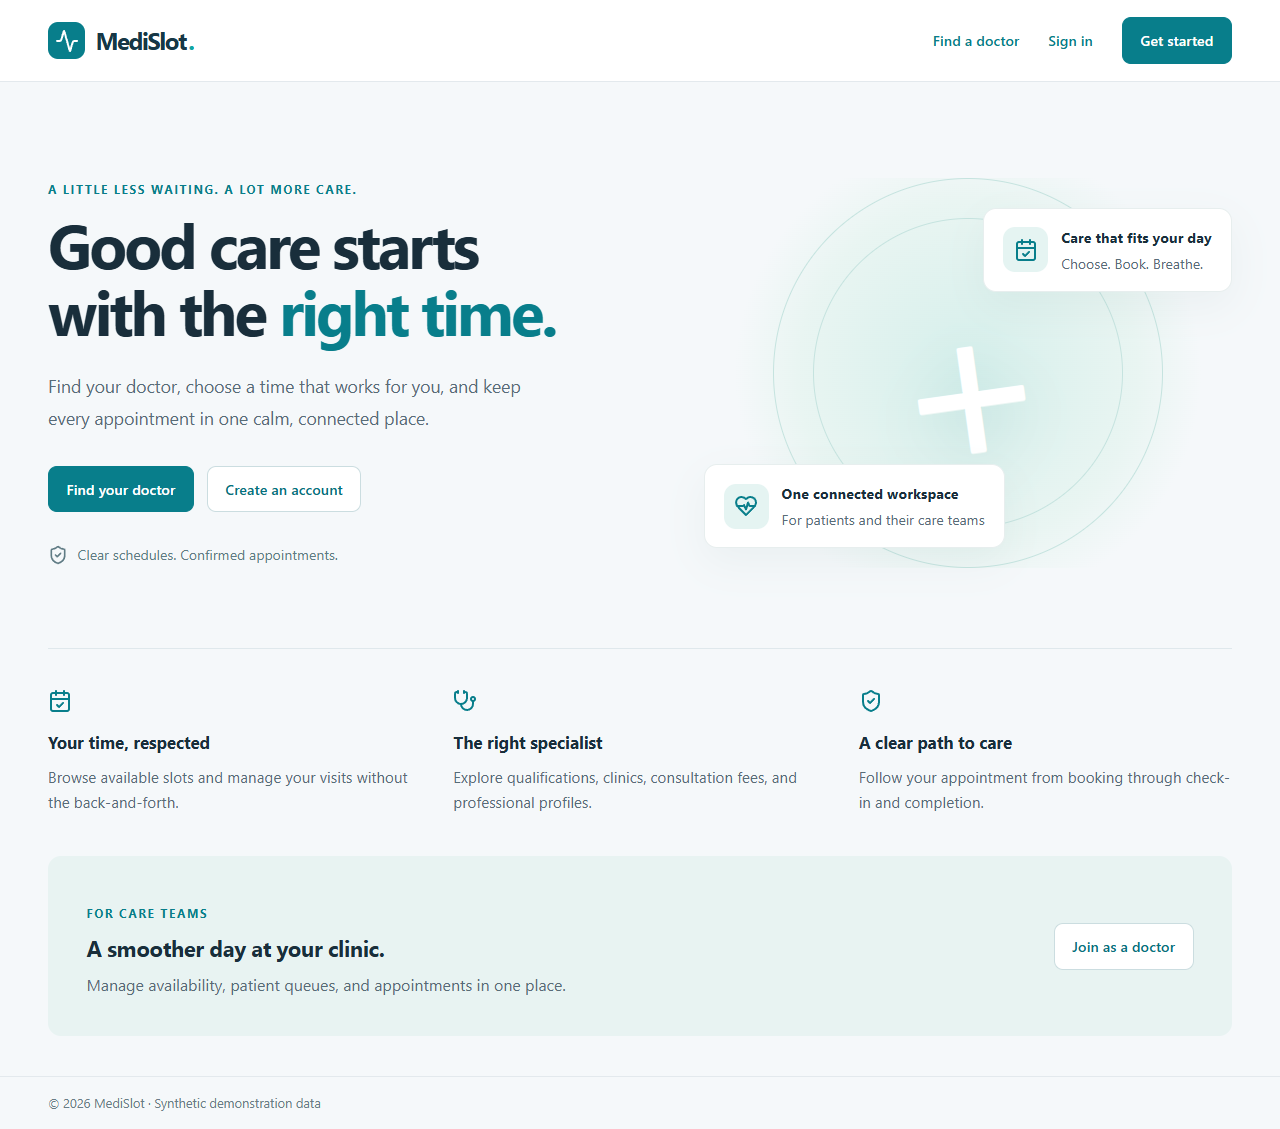 MediSlot.
Find a doctor
Sign in
Get started
A LITTLE LESS WAITING. A LOT MORE CARE.
Good care starts
with the right time.
Find your doctor, choose a time that works for you, and keep
every appointment in one calm, connected place.
Find your doctor
Create an account
Clear schedules. Confirmed appointments.
Care that fits your day
Choose. Book. Breathe.
One connected workspace
For patients and their care teams
Your time, respected
Browse available slots and manage your visits without
the back-and-forth.
The right specialist
Explore qualifications, clinics, consultation fees, and
professional profiles.
A clear path to care
Follow your appointment from booking through check-
in and completion.
FOR CARE TEAMS
A smoother day at your clinic.
Manage availability, patient queues, and appointments in one place.
Join as a doctor
© 2026 MediSlot · Synthetic demonstration data